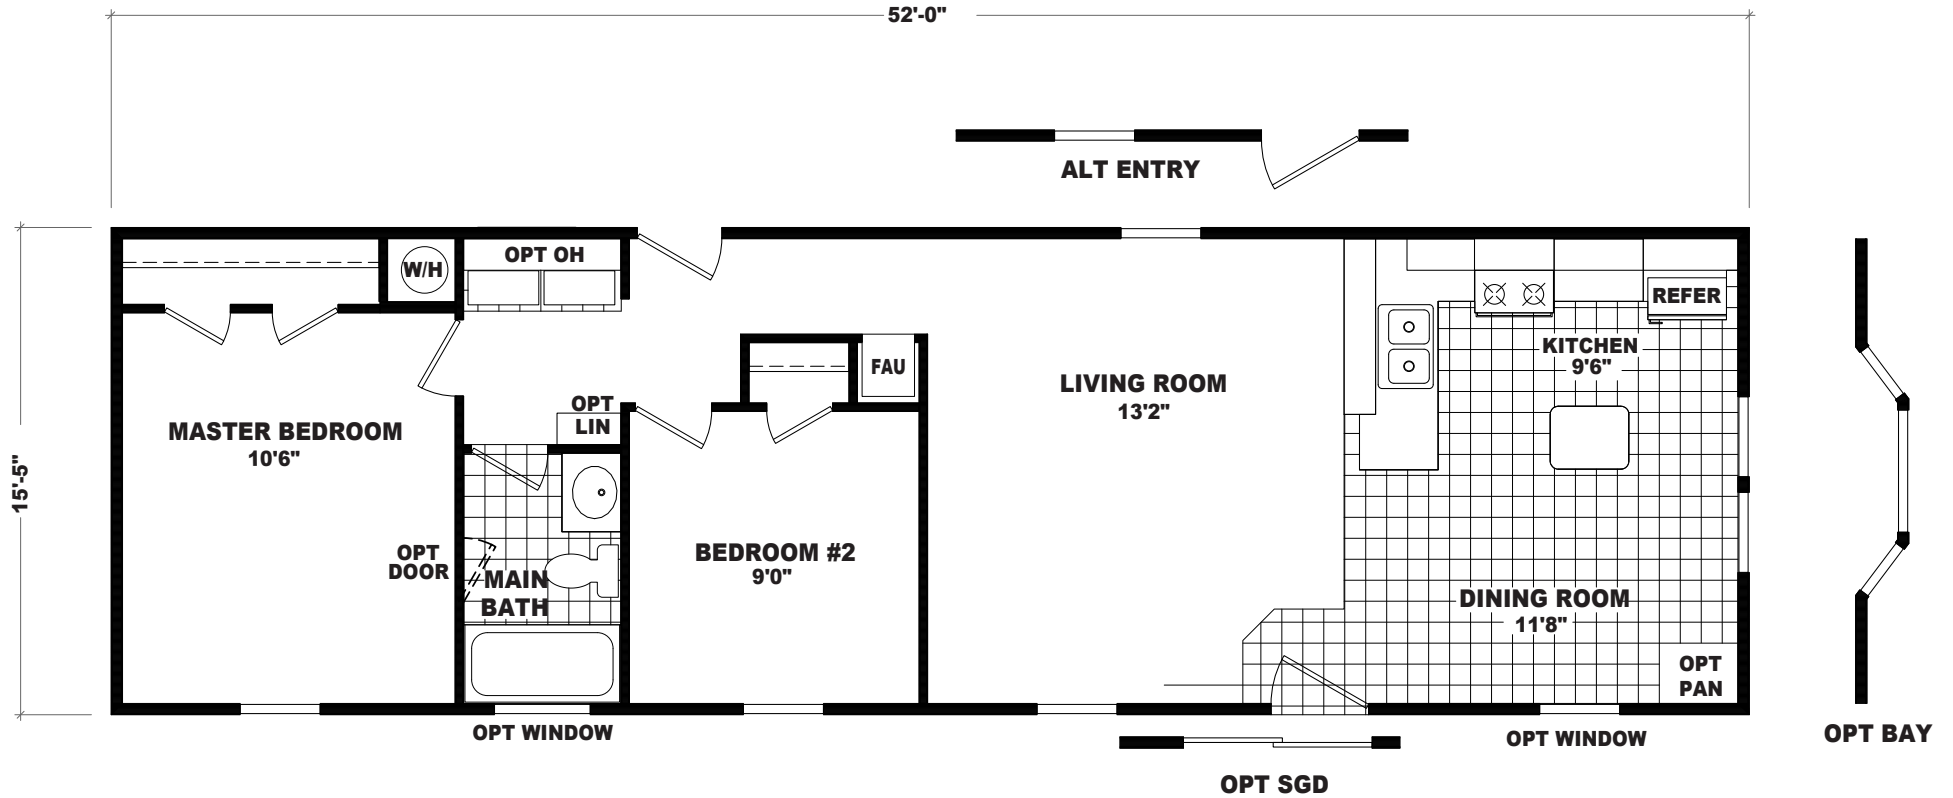 52'-0"
ALT ENTRY
OPT OH
W/H
REFER
KITCHEN
9'6"
FAU
LIVING ROOM
13'2"
OPT
LIN
MASTER BEDROOM
10'6"
15'-5"
OPT
DOOR
MAIN
BATH
BEDROOM #2
9'0"
DINING ROOM
11'8"
OPT
PAN
OPT WINDOW
OPT WINDOW
OPT BAY
OPT SGD